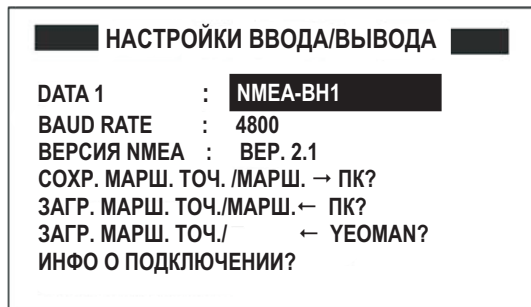 НАСТРОЙКИ ВВОДА/ВЫВОДА
DATA 1 : NMEA-ВН1
BAUD RATE : 4800
ВЕРСИЯ NMEA : ВЕР. 2.1
СОХР. МАРШ. ТОЧ. /МАРШ. → ПК?
ЗАГР. МАРШ. ТОЧ./МАРШ.← ПК?
ЗАГР. МАРШ. ТОЧ./ ← YEOMAN?
ИНФО О ПОДКЛЮЧЕНИИ?